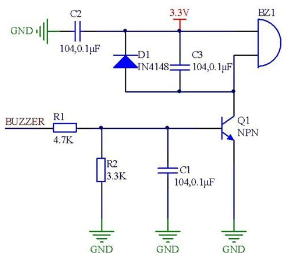 C2
3.3V
BZ1
GND
104,0.1μF
D1
IN4148
C3
104,0.1μF
BUZZER
R1
4.7K
Q1
NPN
R2
3.3K
C1
104,0.1μF
GND
GND
GND